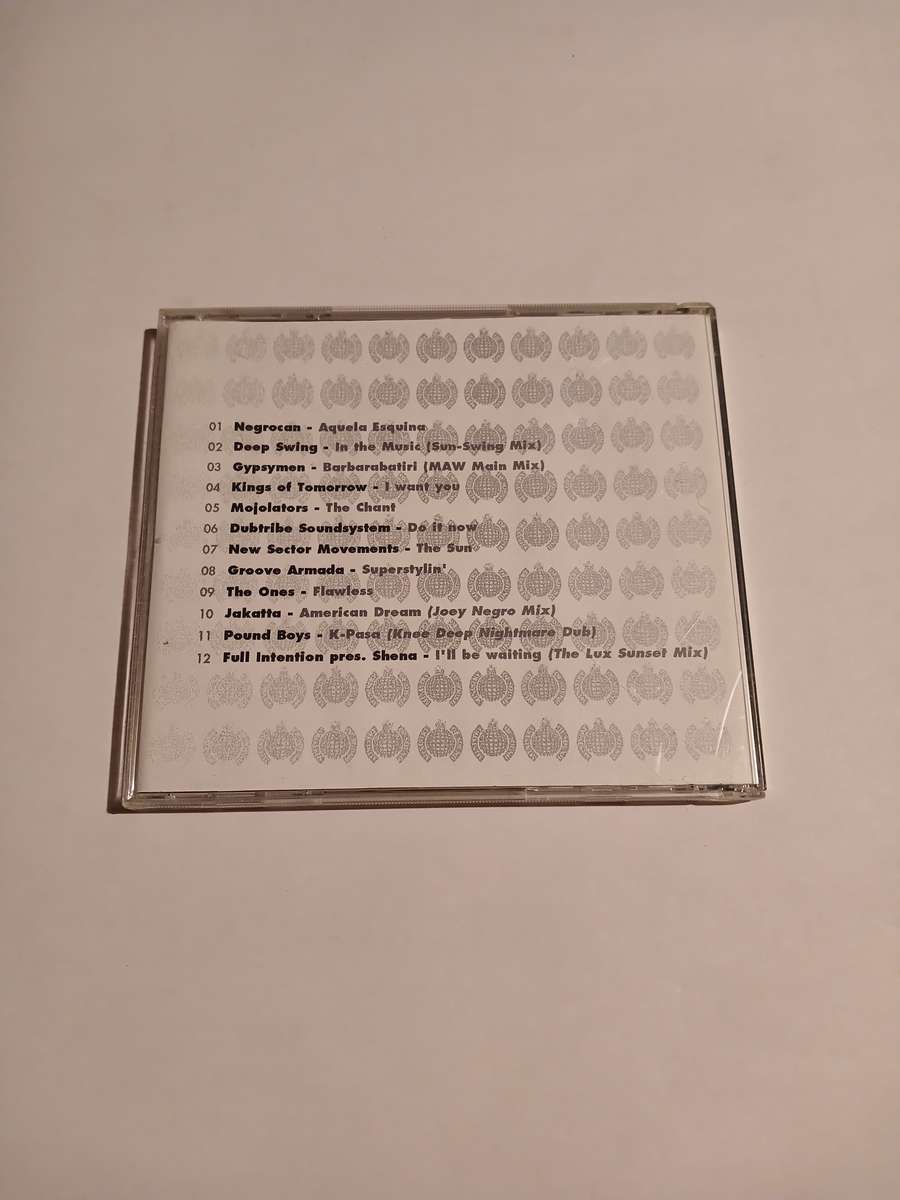 01 Negrocan - Aquela Esquina
02 Deep Swing - In the Music (Sun-Swing Mix)
03 Gypsymen - Barbarabatiri (MAW Main Mix)
04 Kings of Tomorrow - I want you
05 Mojolators - The Chant
06 Dubtribe Soundsystem - Do it now
07 New Sector Movements - The Sun
08 Groove Armada - Superstylin'
09 The Ones - Flawless
10 Jakatta - American Dream (Joey Negro Mix)
11 Pound Boys - K-Pasa (Knee Deep Nightmare Dub)
12 Full Intention pres. Shena - I'll be waiting (The Lux Sunset Mix)